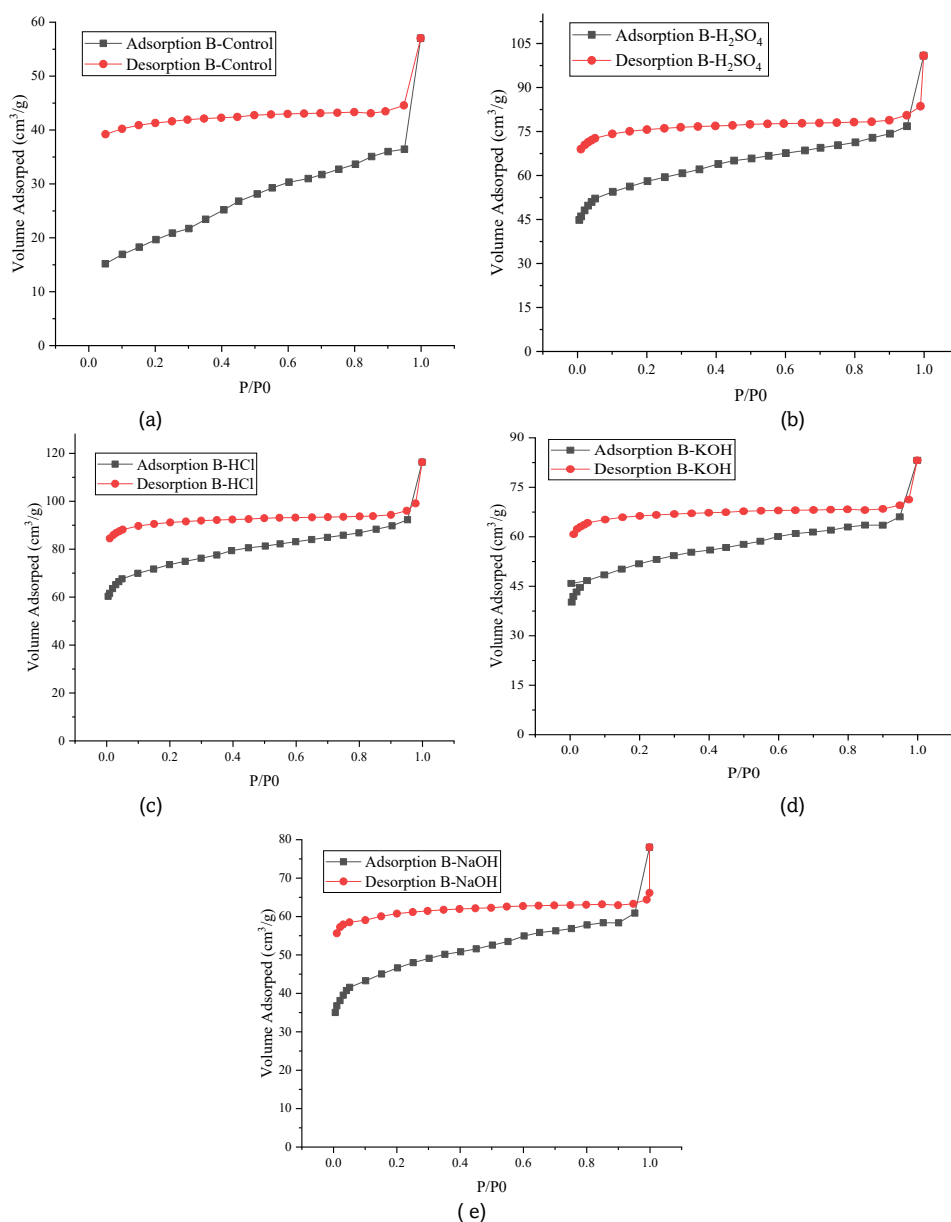 60
50
40
30
20
10
0
Volume Adsorped (cm³/g)
Adsorption B-Control
Desorption B-Control
0.0 0.2 0.4 0.6 0.8 1.0
P/P0
(a)
105
90
75
60
45
30
15
0
Volume Adsorped (cm³/g)
Adsorption B-H₂SO₄
Desorption B-H₂SO₄
0.0 0.2 0.4 0.6 0.8 1.0
P/P0
(b)
120
100
80
60
40
20
0
Volume Adsorped (cm³/g)
Adsorption B-HCl
Desorption B-HCl
0.0 0.2 0.4 0.6 0.8 1.0
P/P0
(c)
90
75
60
45
30
15
0
Volume Adsorped (cm³/g)
Adsorption B-KOH
Desorption B-KOH
0.0 0.2 0.4 0.6 0.8 1.0
P/P0
(d)
80
70
60
50
40
30
20
10
0
Volume Adsorped (cm³/g)
Adsorption B-NaOH
Desorption B-NaOH
0.0 0.2 0.4 0.6 0.8 1.0
P/P0
( e)